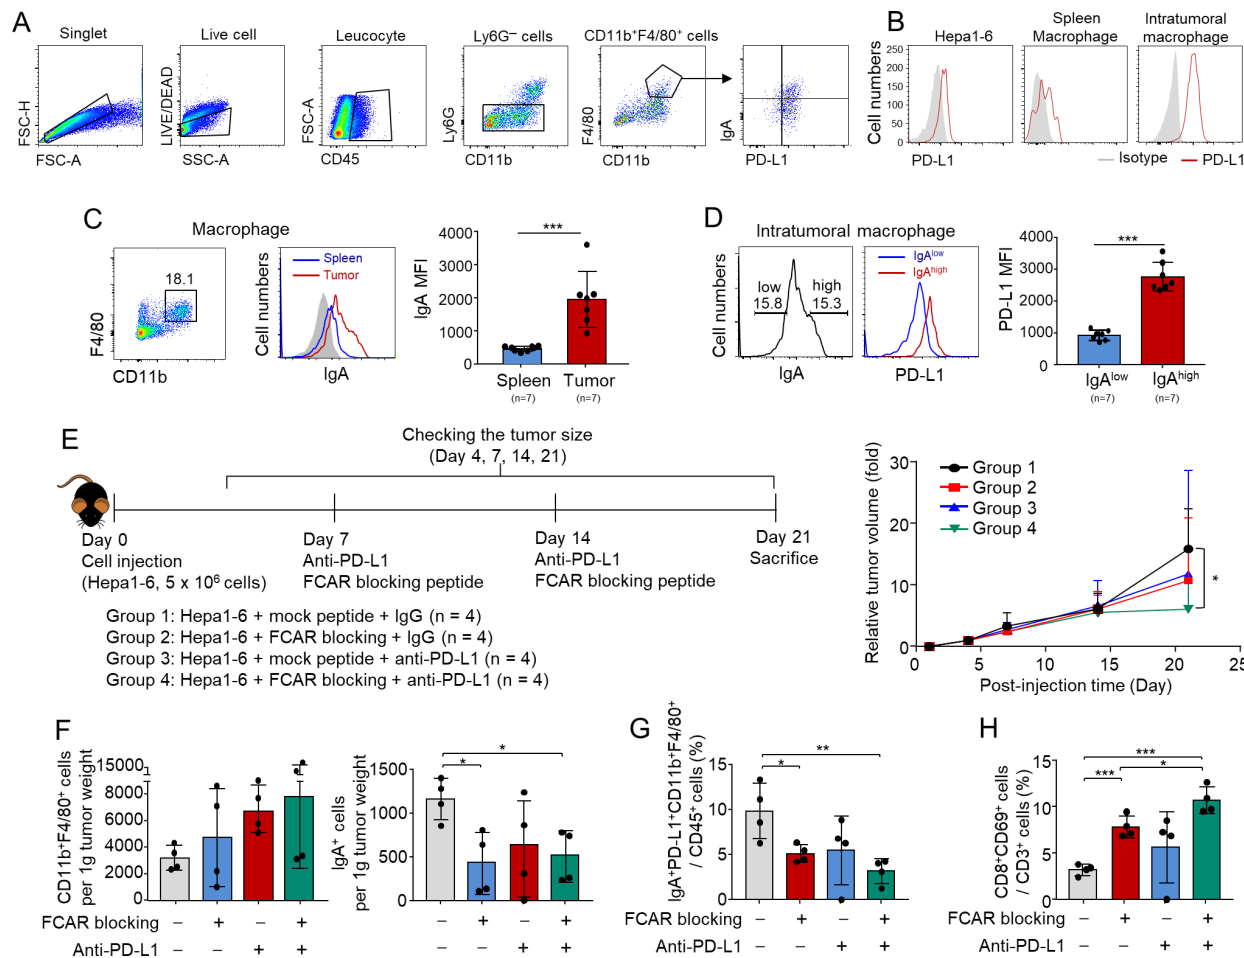 A
Singlet
FSC-H
FSC-A
Live cell
LIVE/DEAD
SSC-A
Leucocyte
FSC-A
CD45
Ly6G⁻ cells
Ly6G
CD11b
CD11b⁺F4/80⁺ cells
F4/80
CD11b
IgA
PD-L1
B
Hepa1-6
Spleen
Macrophage
Intratumoral
macrophage
Cell numbers
250
200
150
100
50
0
PD-L1
Isotype
PD-L1
C
Macrophage
18.1
F4/80
CD11b
Cell numbers
Spleen
Tumor
IgA
IgA MFI
4000
3000
2000
1000
0
***
Spleen
Tumor
(n=7)
(n=7)
D
Intratumoral macrophage
Cell numbers
low
15.8
high
15.3
IgA
IgAˡᵒʷ
IgAʰⁱᵍʰ
PD-L1
PD-L1 MFI
4000
3000
2000
1000
0
***
IgAˡᵒʷ
IgAʰⁱᵍʰ
(n=7)
(n=7)
E
Checking the tumor size
(Day 4, 7, 14, 21)
Day 0
Cell injection
(Hepa1-6, 5 x 10⁶ cells)
Day 7
Anti-PD-L1
FCAR blocking peptide
Day 14
Anti-PD-L1
FCAR blocking peptide
Day 21
Sacrifice
Group 1: Hepa1-6 + mock peptide + IgG (n = 4)
Group 2: Hepa1-6 + FCAR blocking + IgG (n = 4)
Group 3: Hepa1-6 + mock peptide + anti-PD-L1 (n = 4)
Group 4: Hepa1-6 + FCAR blocking + anti-PD-L1 (n = 4)
Relative tumor volume (fold)
30
20
10
0
Group 1
Group 2
Group 3
Group 4
*
0 5 10 15 20 25
Post-injection time (Day)
F
CD11b⁺F4/80⁺ cells
per 1g tumor weight
15000
10000
8000
6000
4000
2000
0
FCAR blocking − + − +
Anti-PD-L1 − − + +
IgA⁺ cells
per 1g tumor weight
1500
1000
500
0
*
*
− + − +
− − + +
G
IgA⁺PD-L1⁺CD11b⁺F4/80⁺
/ CD45⁺ cells (%)
15
10
5
0
*
**
FCAR blocking − + − +
Anti-PD-L1 − − + +
H
CD8⁺CD69⁺ cells
/ CD3⁺ cells (%)
15
10
5
0
***
*
***
FCAR blocking − + − +
Anti-PD-L1 − − + +